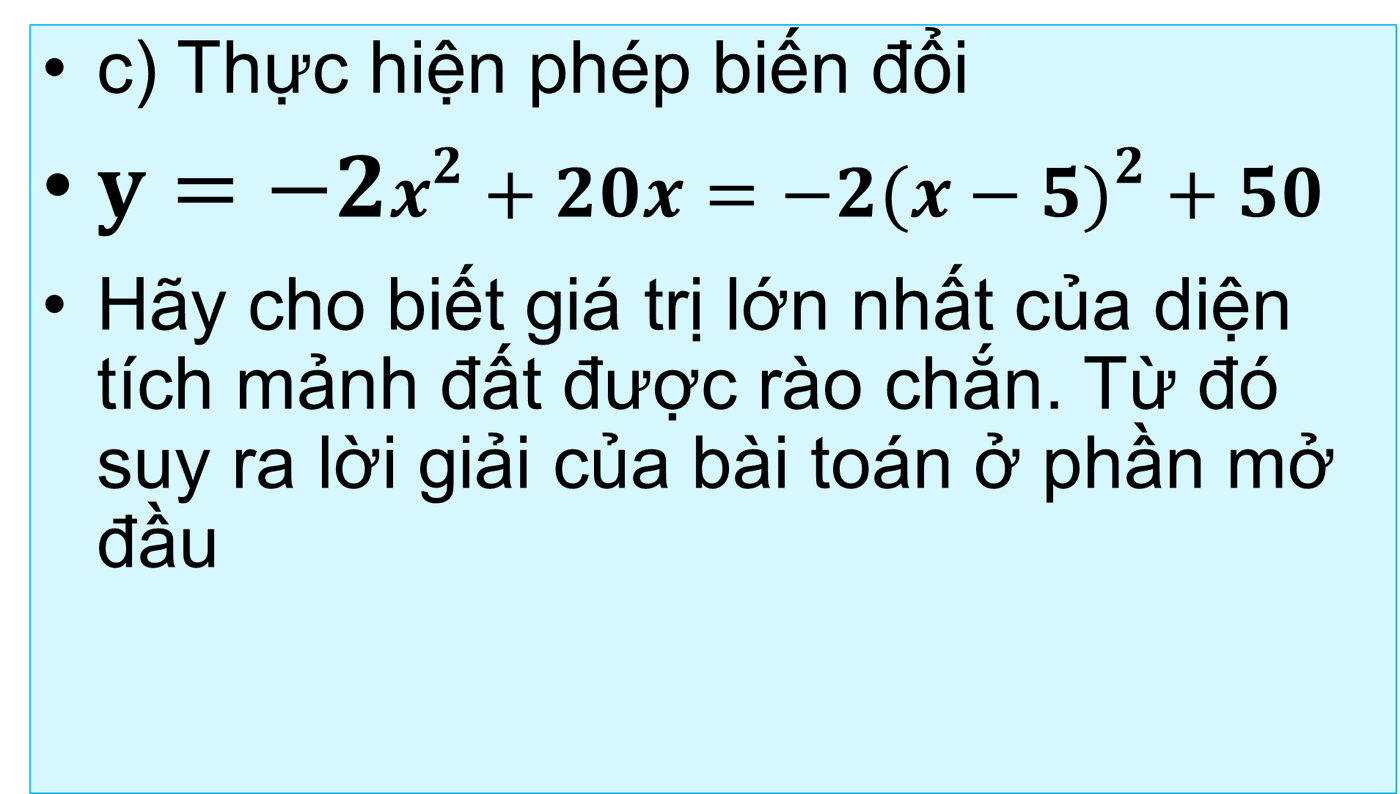 • c) Thực hiện phép biến đổi
• y = −2x² + 20x = −2(x − 5)² + 50
• Hãy cho biết giá trị lớn nhất của diện
tích mảnh đất được rào chắn. Từ đó
suy ra lời giải của bài toán ở phần mở
đầu